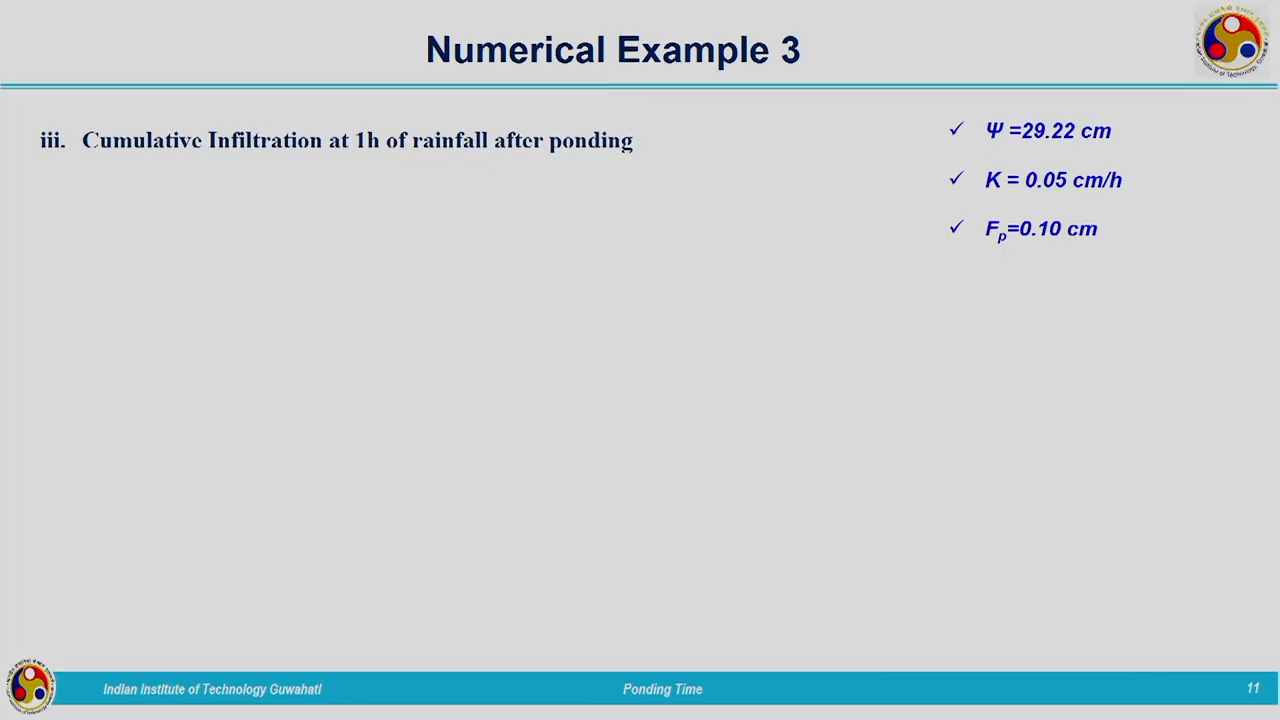 Numerical Example 3
iii. Cumulative Infiltration at 1h of rainfall after ponding
✓ Ψ =29.22 cm
✓ K = 0.05 cm/h
✓ Fp=0.10 cm
Indian Institute of Technology Guwahati
Ponding Time
11